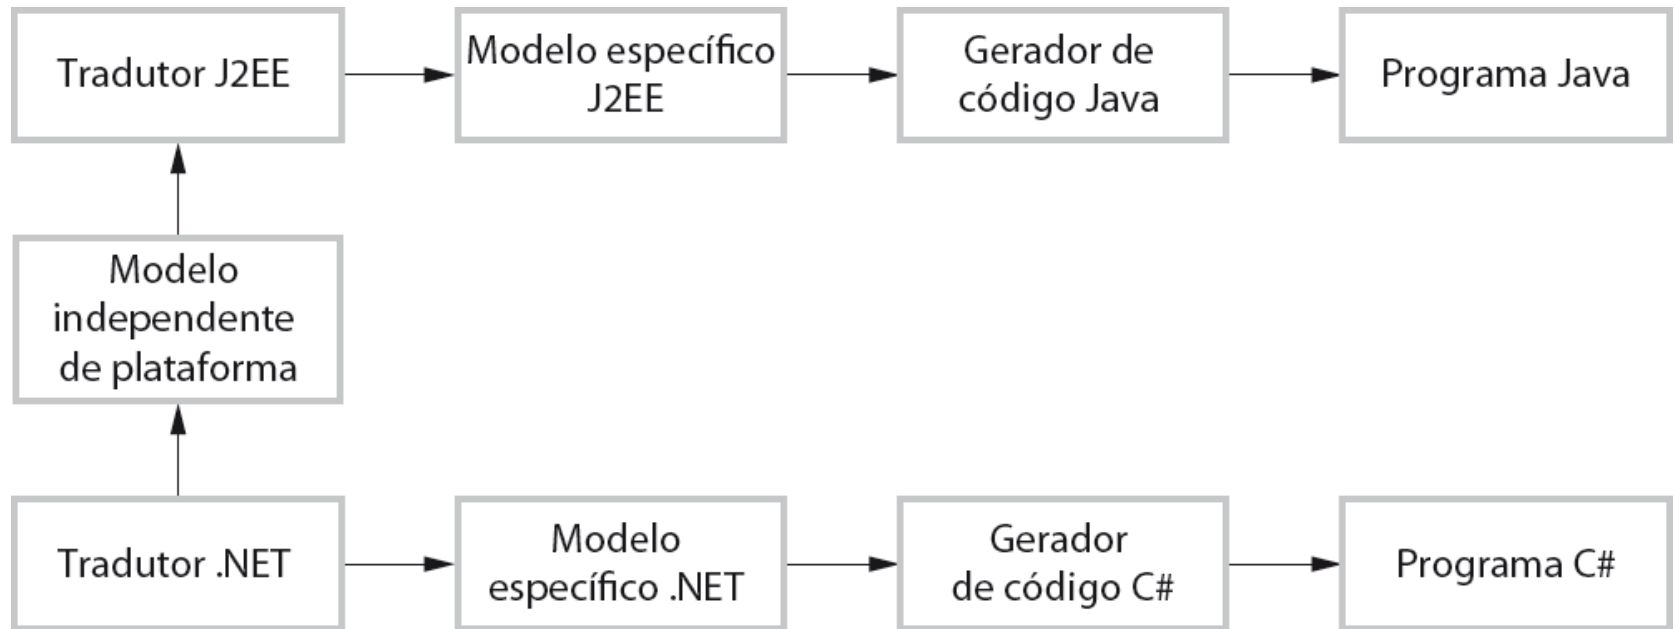 Tradutor J2EE
Modelo específico
J2EE
Gerador de
código Java
Programa Java
Modelo
independente
de plataforma
Tradutor .NET
Modelo
específico .NET
Gerador
de código C#
Programa C#